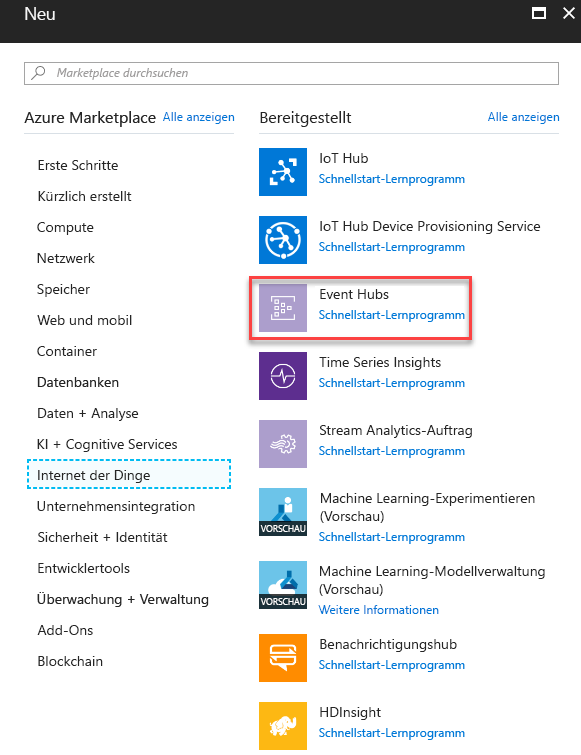 Neu
Marketplace durchsuchen
Azure Marketplace Alle anzeigen
Erste Schritte
Kürzlich erstellt
Compute
Netzwerk
Speicher
Web und mobil
Container
Datenbanken
Daten + Analyse
KI + Cognitive Services
Internet der Dinge
Unternehmensintegration
Sicherheit + Identität
Entwicklertools
Überwachung + Verwaltung
Add-Ons
Blockchain
Bereitgestellt Alle anzeigen
IoT Hub
Schnellstart-Lernprogramm
IoT Hub Device Provisioning Service
Schnellstart-Lernprogramm
Event Hubs
Schnellstart-Lernprogramm
Time Series Insights
Schnellstart-Lernprogramm
Stream Analytics-Auftrag
Schnellstart-Lernprogramm
VORSCHAU
Machine Learning-Experimentieren
(Vorschau)
Schnellstart-Lernprogramm
VORSCHAU
Machine Learning-Modellverwaltung
(Vorschau)
Weitere Informationen
Benachrichtigungshub
Schnellstart-Lernprogramm
HDInsight
Schnellstart-Lernprogramm